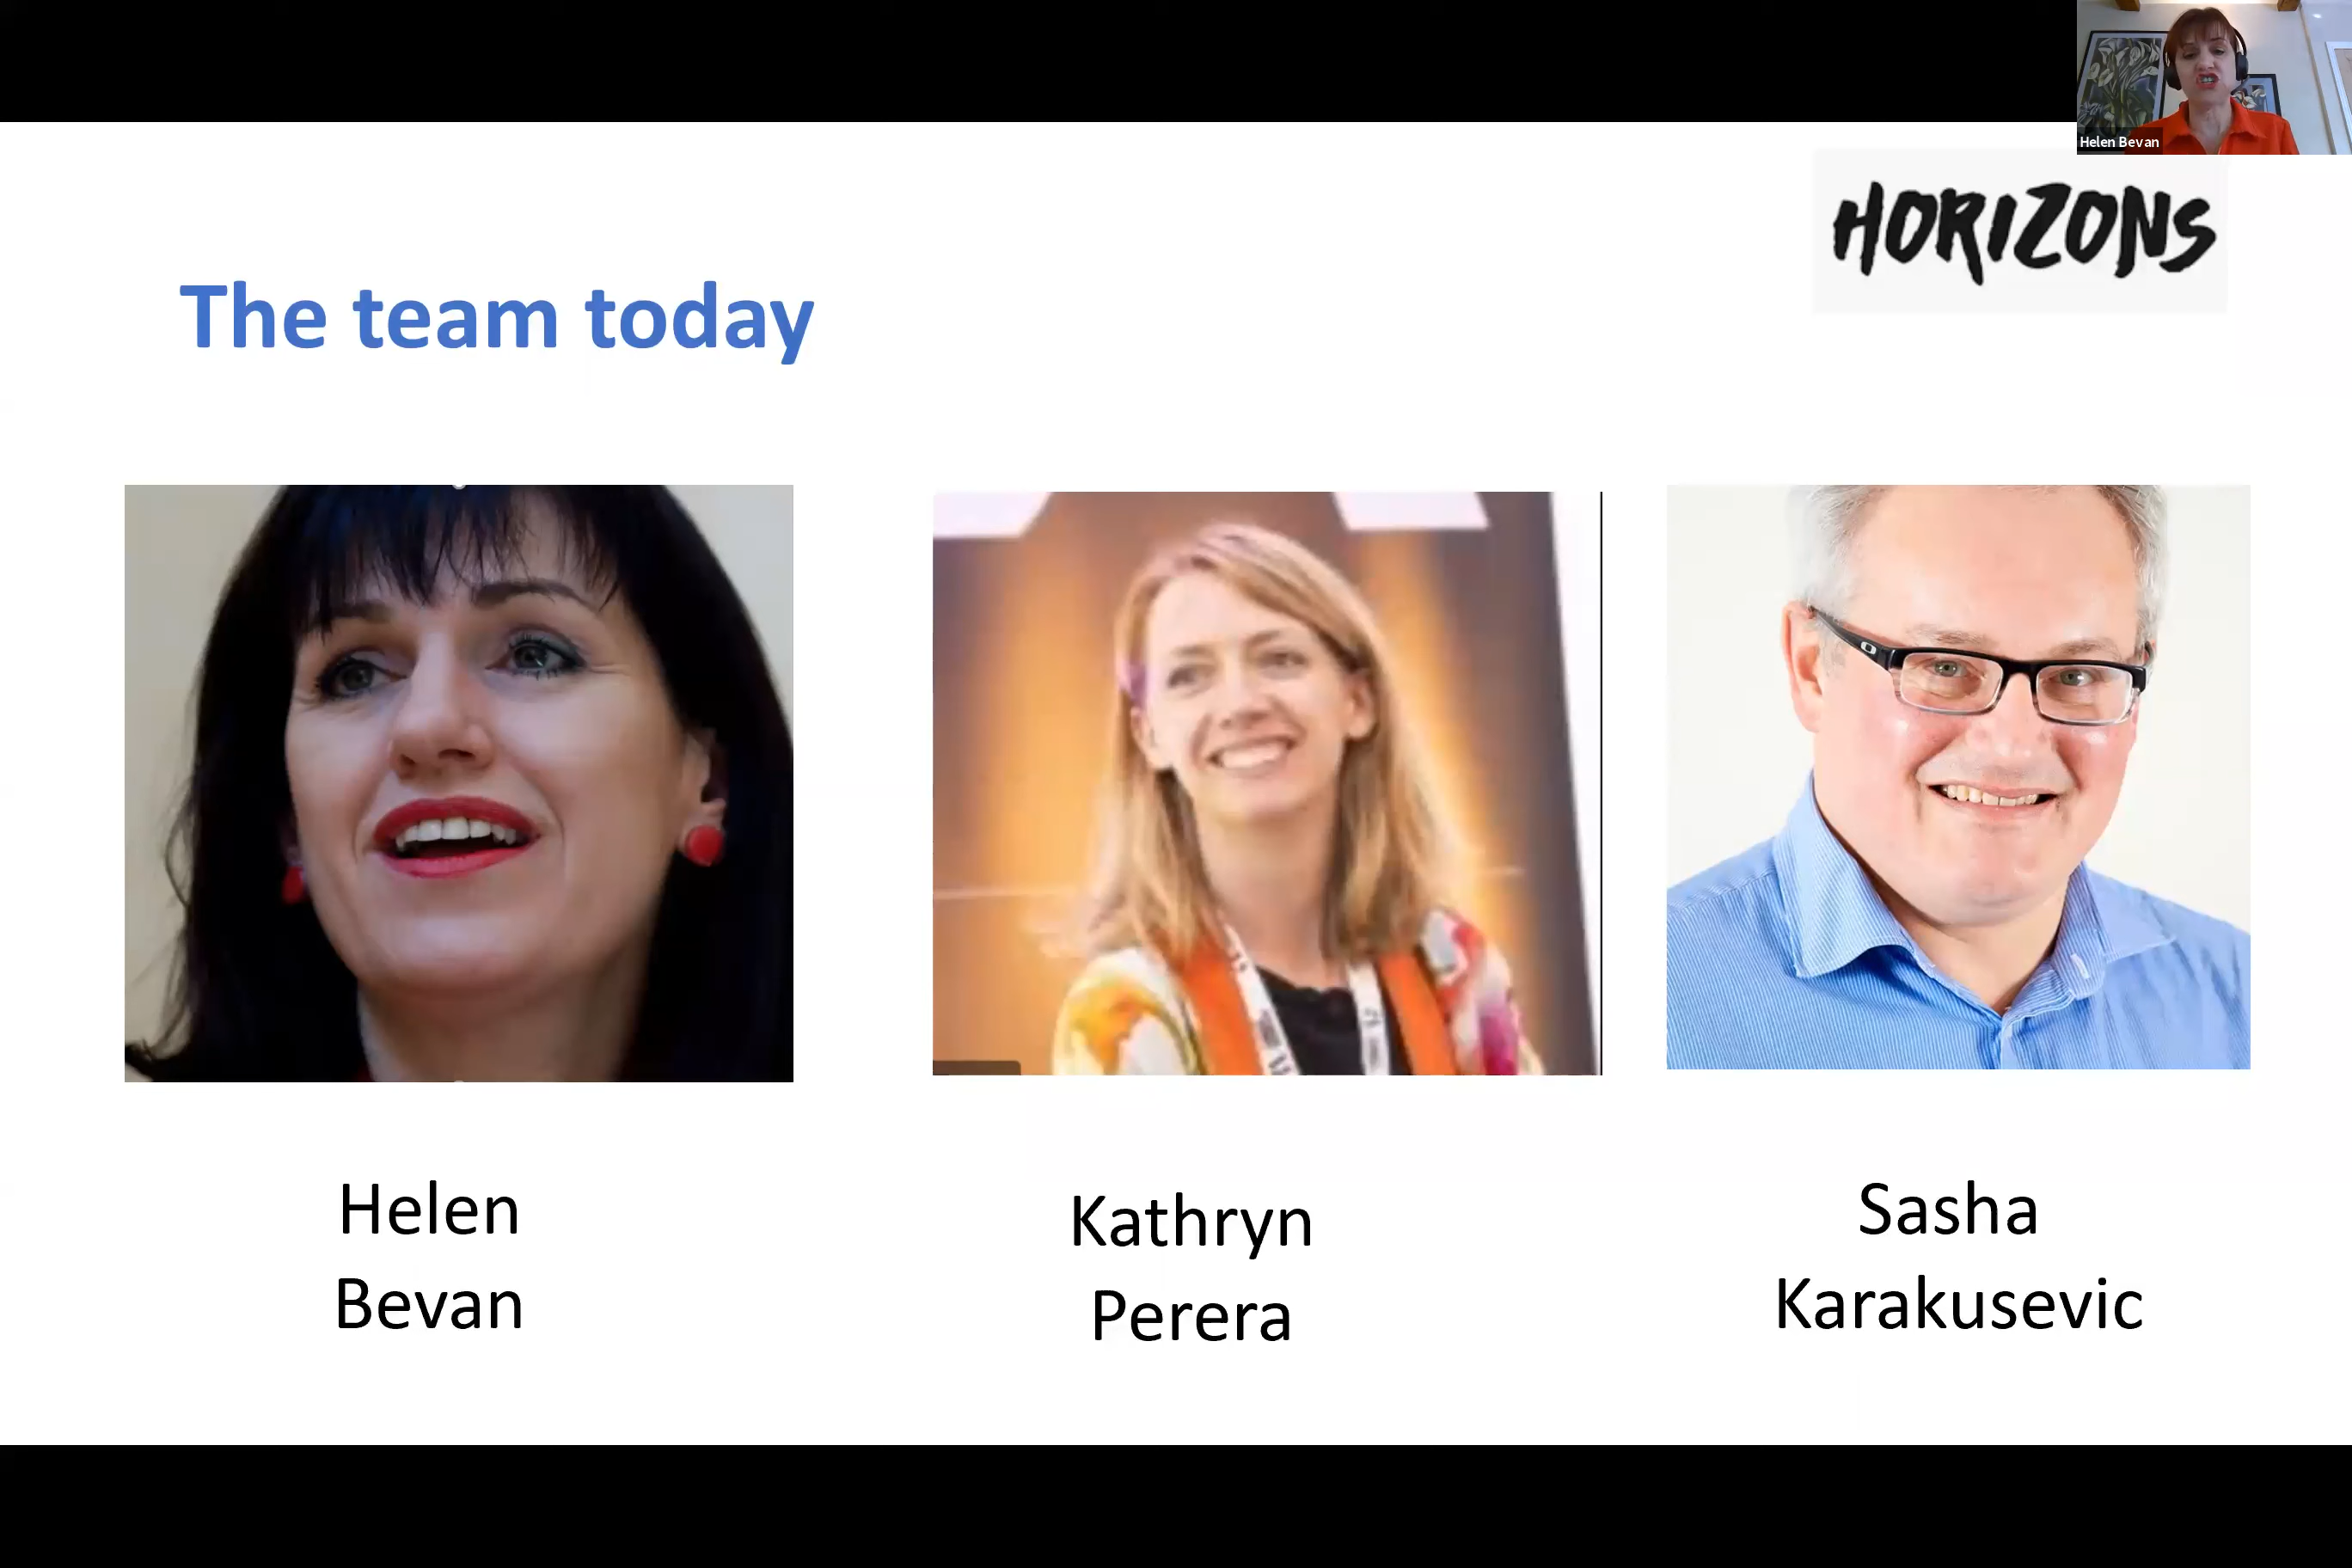 Helen Bevan
HORIZONS
The team today
Helen
Bevan
Kathryn
Perera
Sasha
Karakusevic